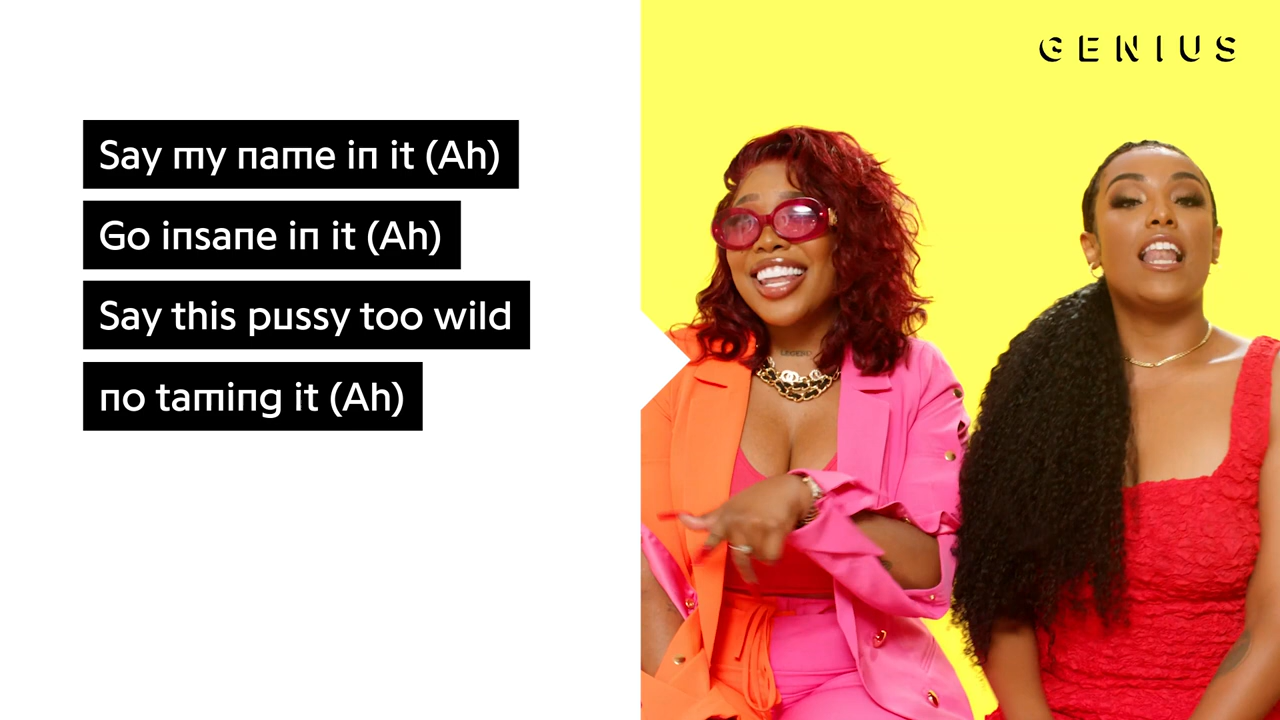 GENIUS
Say my name in it (Ah)
Go insane in it (Ah)
Say this pussy too wild
no taming it (Ah)
LEGEND